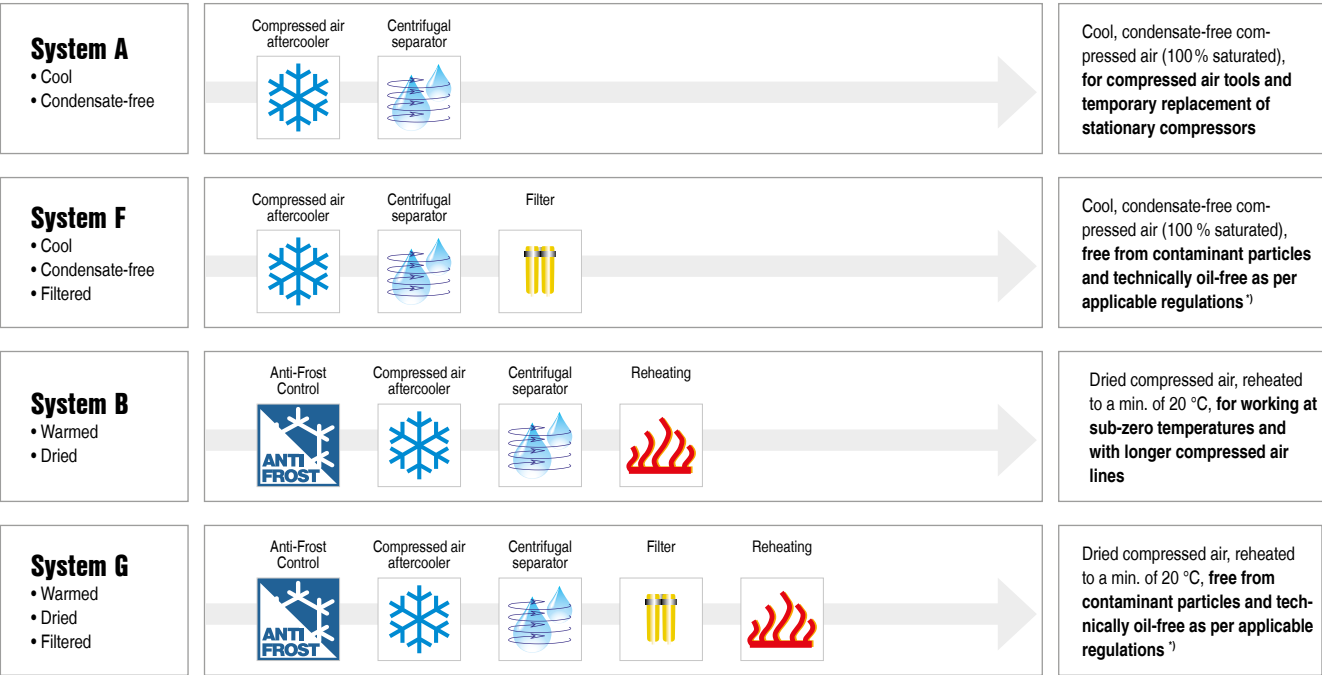 System A
• Cool
• Condensate-free
Compressed air
aftercooler
Centrifugal
separator
Cool, condensate-free com-
pressed air (100 % saturated),
for compressed air tools and
temporary replacement of
stationary compressors
System F
• Cool
• Condensate-free
• Filtered
Compressed air
aftercooler
Centrifugal
separator
Filter
Cool, condensate-free com-
pressed air (100 % saturated),
free from contaminant particles
and technically oil-free as per
applicable regulations *)
System B
• Warmed
• Dried
Anti-Frost
Control
ANTI
FROST
Compressed air
aftercooler
Centrifugal
separator
Reheating
Dried compressed air, reheated
to a min. of 20 °C, for working at
sub-zero temperatures and
with longer compressed air
lines
System G
• Warmed
• Dried
• Filtered
Anti-Frost
Control
ANTI
FROST
Compressed air
aftercooler
Centrifugal
separator
Filter
Reheating
Dried compressed air, reheated
to a min. of 20 °C, free from
contaminant particles and tech-
nically oil-free as per applicable
regulations *)